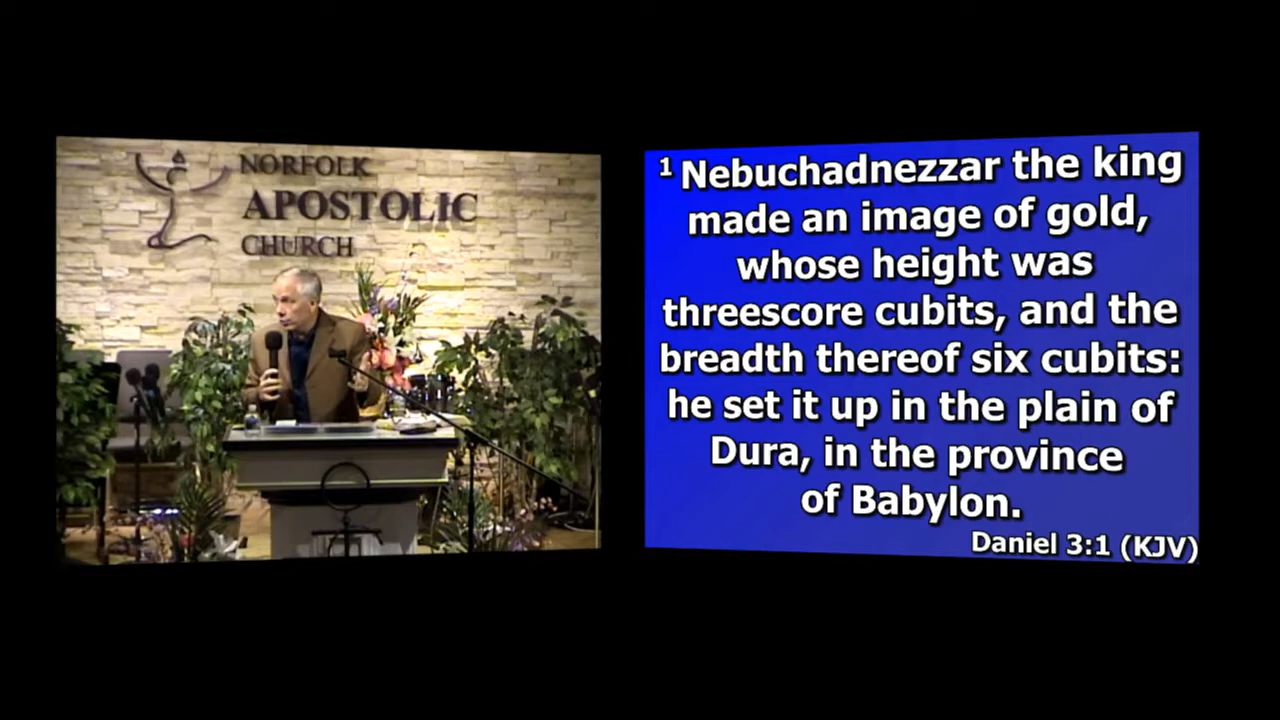 NORFOLK
APOSTOLIC
CHURCH
1 Nebuchadnezzar the king
made an image of gold,
whose height was
threescore cubits, and the
breadth thereof six cubits:
he set it up in the plain of
Dura, in the province
of Babylon.
Daniel 3:1 (KJV)